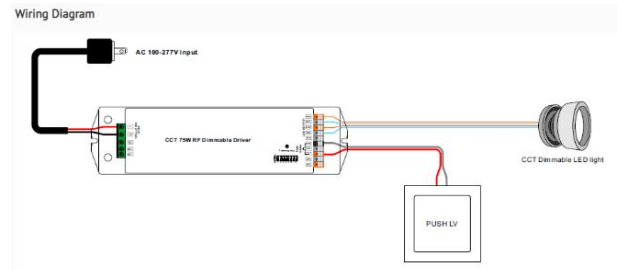 Wiring Diagram
AC 100-277V Input
CCT 75W RF Dimmable Driver
CCT Dimmable LED light
PUSH LV